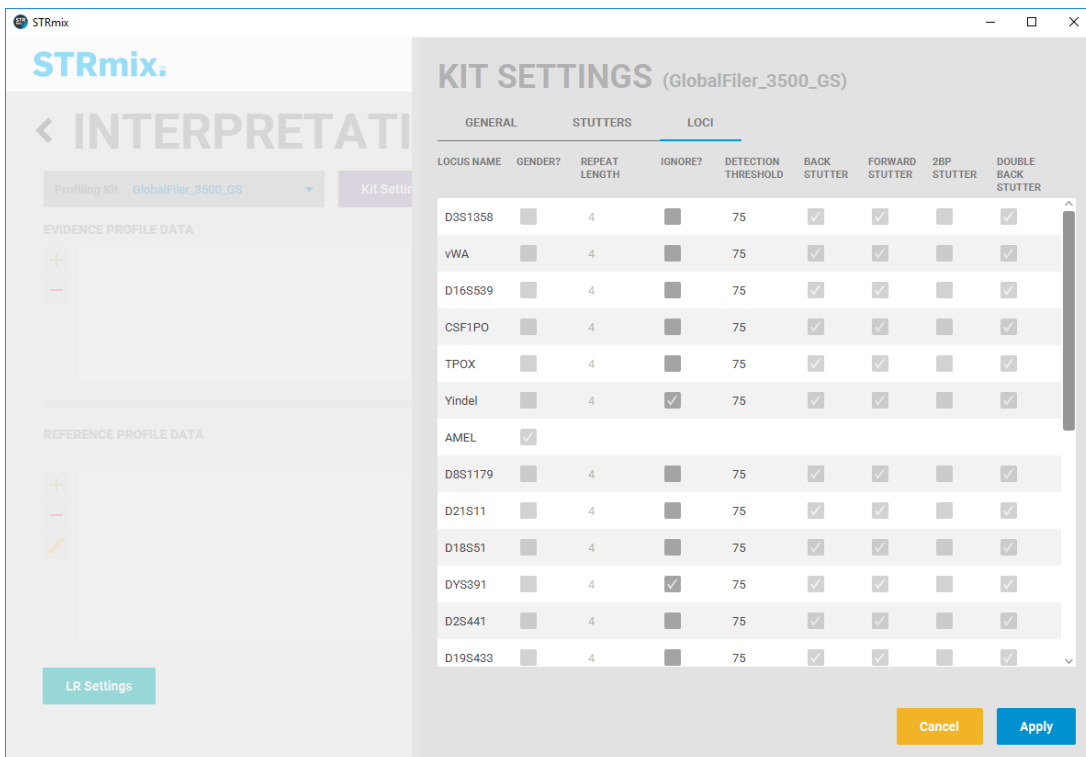 STRmix
STRmix™
KIT SETTINGS (GlobalFiler_3500_GS)
< INTERPRETATI
GENERAL STUTTERS LOCI
LOCUS NAME GENDER? REPEAT LENGTH IGNORE? DETECTION THRESHOLD BACK STUTTER FORWARD STUTTER 2BP STUTTER DOUBLE BACK STUTTER
Profiling Kit GlobalFiler_3500_GS Kit Settin
EVIDENCE PROFILE DATA
D3S1358 4 75
vWA 4 75
D16S539 4 75
CSF1PO 4 75
TPOX 4 75
Yindel 4 75
REFERENCE PROFILE DATA
AMEL
D8S1179 4 75
D21S11 4 75
D18S51 4 75
DYS391 4 75
D2S441 4 75
D19S433 4 75
LR Settings
Cancel Apply